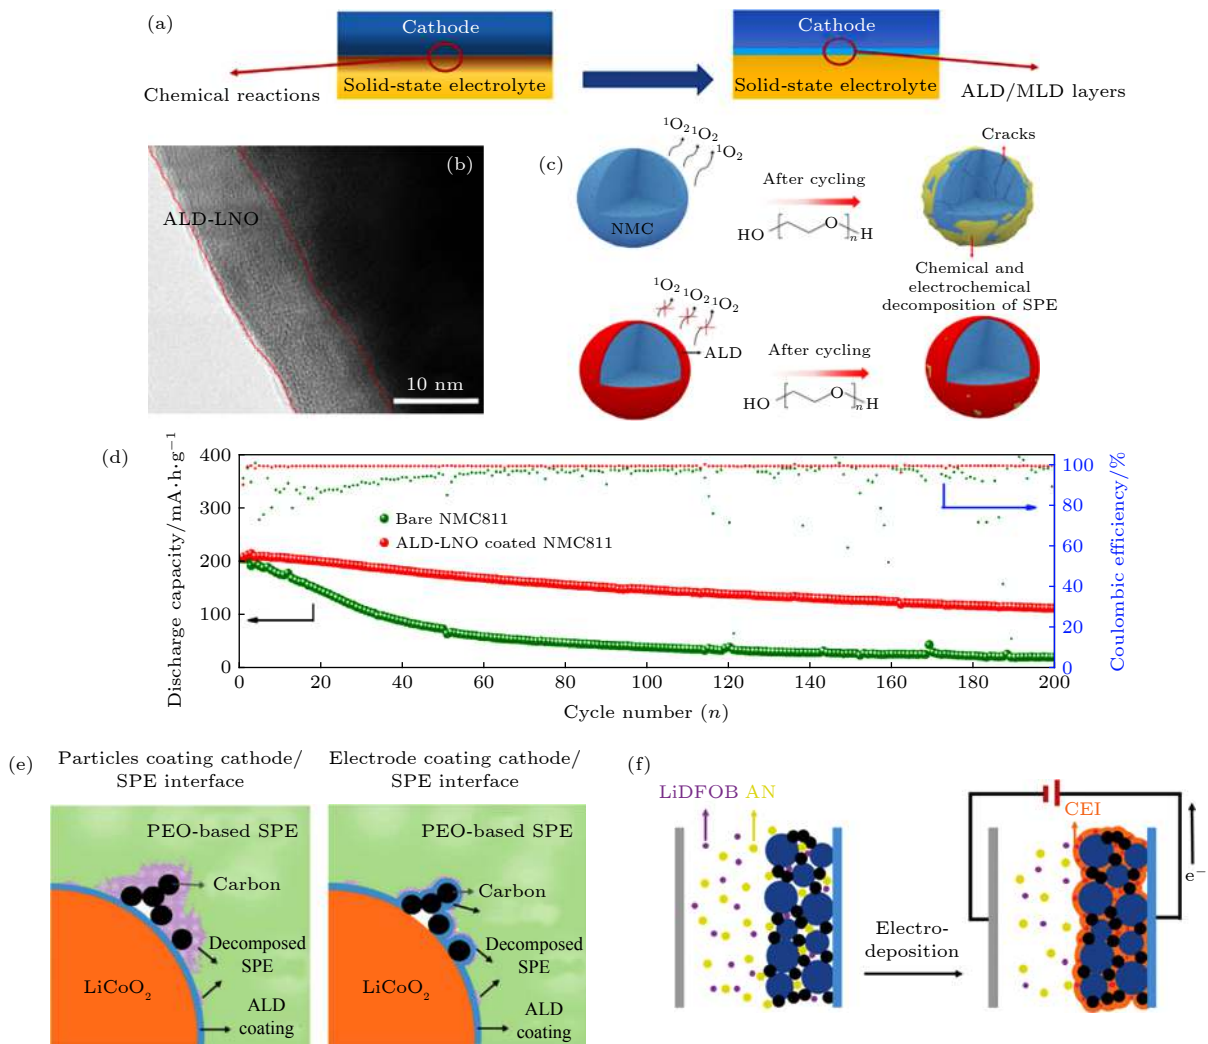 (a)
Cathode
Solid-state electrolyte
Chemical reactions
Cathode
Solid-state electrolyte
ALD/MLD layers
(b)
ALD-LNO
10 nm
(c)
¹O₂
¹O₂
¹O₂
NMC
After cycling
HO
O
n
H
Cracks
Chemical and
electrochemical
decomposition of SPE
¹O₂
¹O₂
¹O₂
ALD
After cycling
HO
O
n
H
(d)
Discharge capacity/mA·h·g⁻¹
400
300
200
100
0
Bare NMC811
ALD-LNO coated NMC811
100
80
60
40
20
0
Coulombic efficiency/%
0 20 40 60 80 100 120 140 160 180 200
Cycle number (n)
(e)
Particles coating cathode/
SPE interface
PEO-based SPE
Carbon
Decomposed
SPE
LiCoO₂
ALD
coating
Electrode coating cathode/
SPE interface
PEO-based SPE
Carbon
Decomposed
SPE
LiCoO₂
ALD
coating
(f)
LiDFOB AN
Electro-
deposition
CEI
e⁻